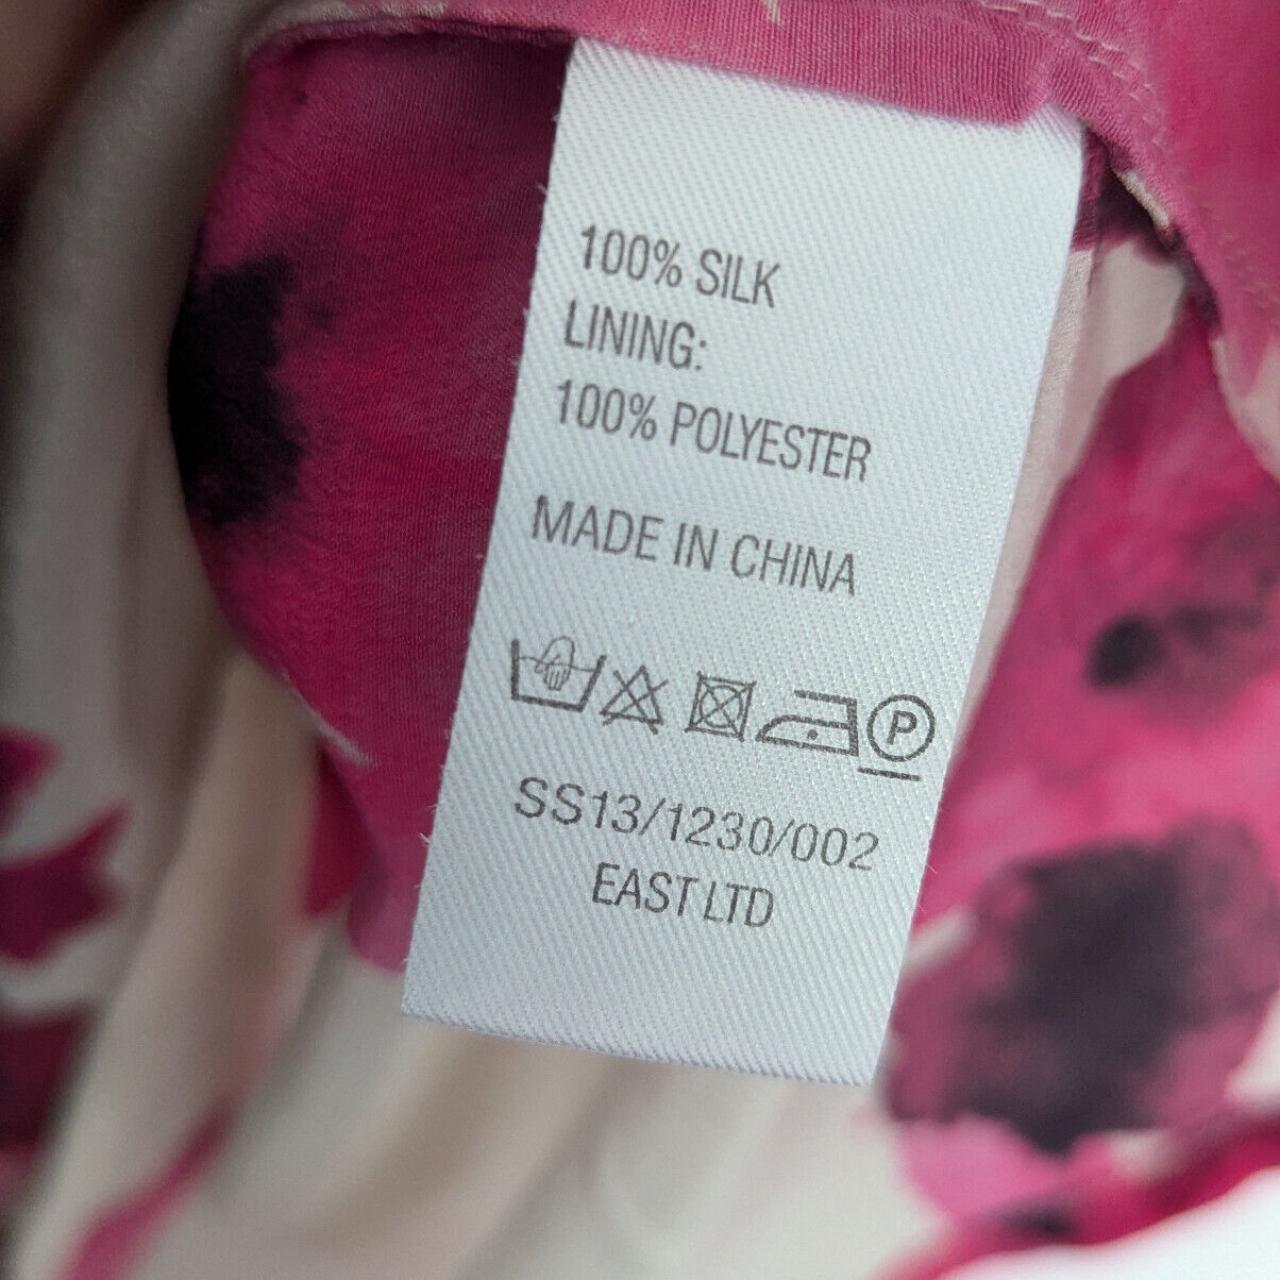 100% SILK
LINING:
100% POLYESTER
MADE IN CHINA
P
SS13/1230/002
EAST LTD